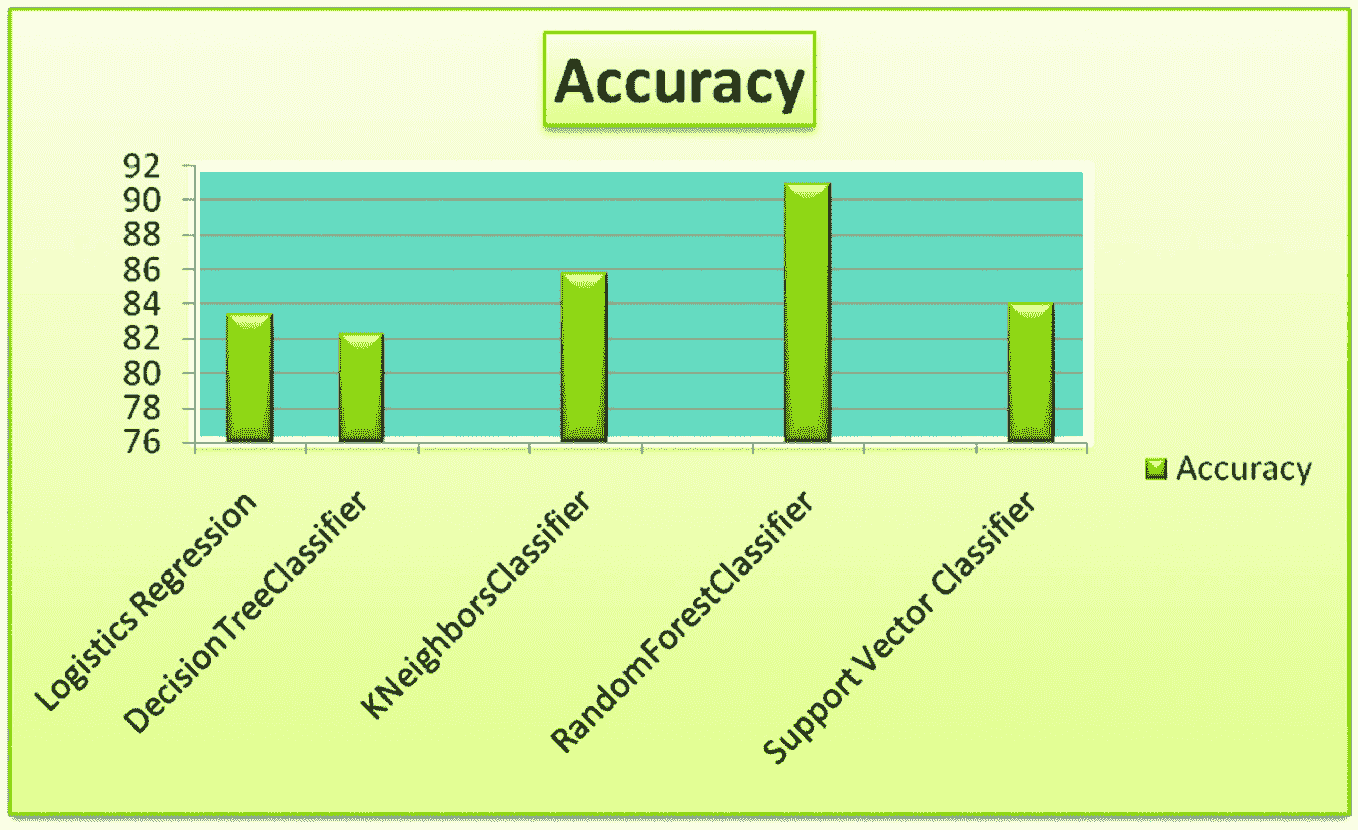 Accuracy
92
90
88
86
84
82
80
78
76
Accuracy
Logistics Regression
DecisionTreeClassifier
KNeighborsClassifier
RandomForestClassifier
Support Vector Classifier